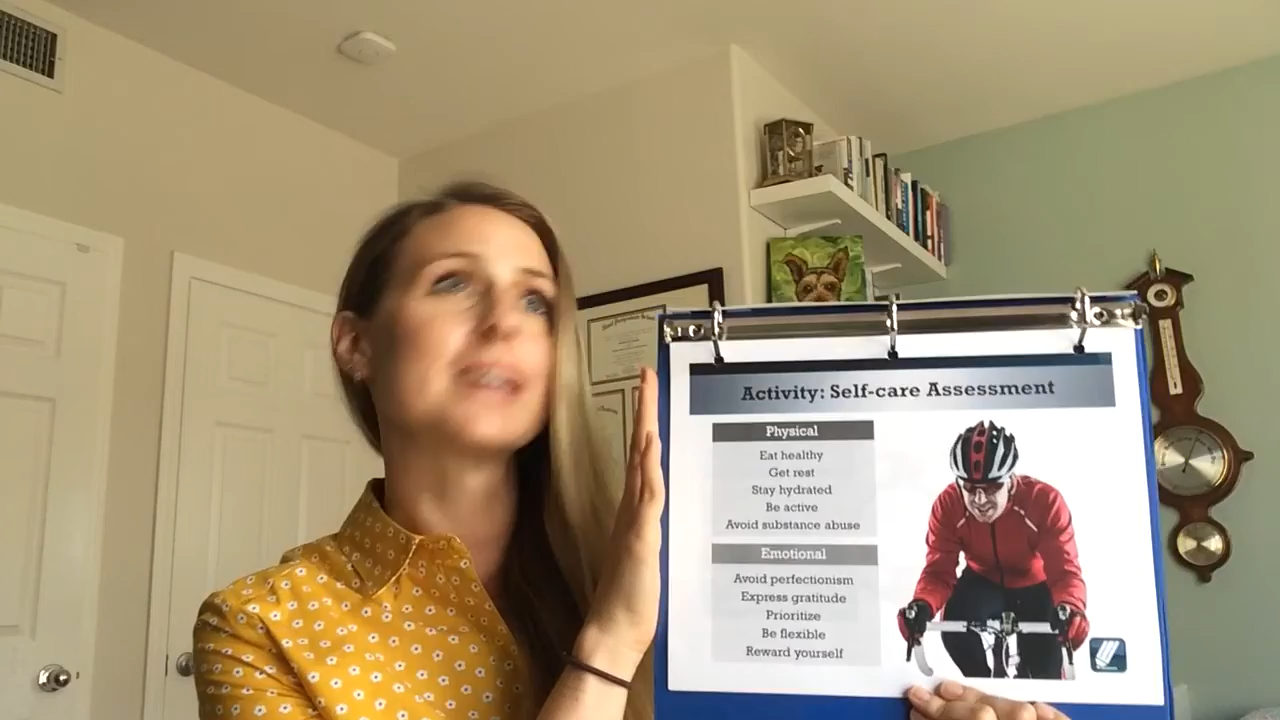 Activity: Self-care Assessment
Physical
Eat healthy
Get rest
Stay hydrated
Be active
Avoid substance abuse
Emotional
Avoid perfectionism
Express gratitude
Prioritize
Be flexible
Reward yourself